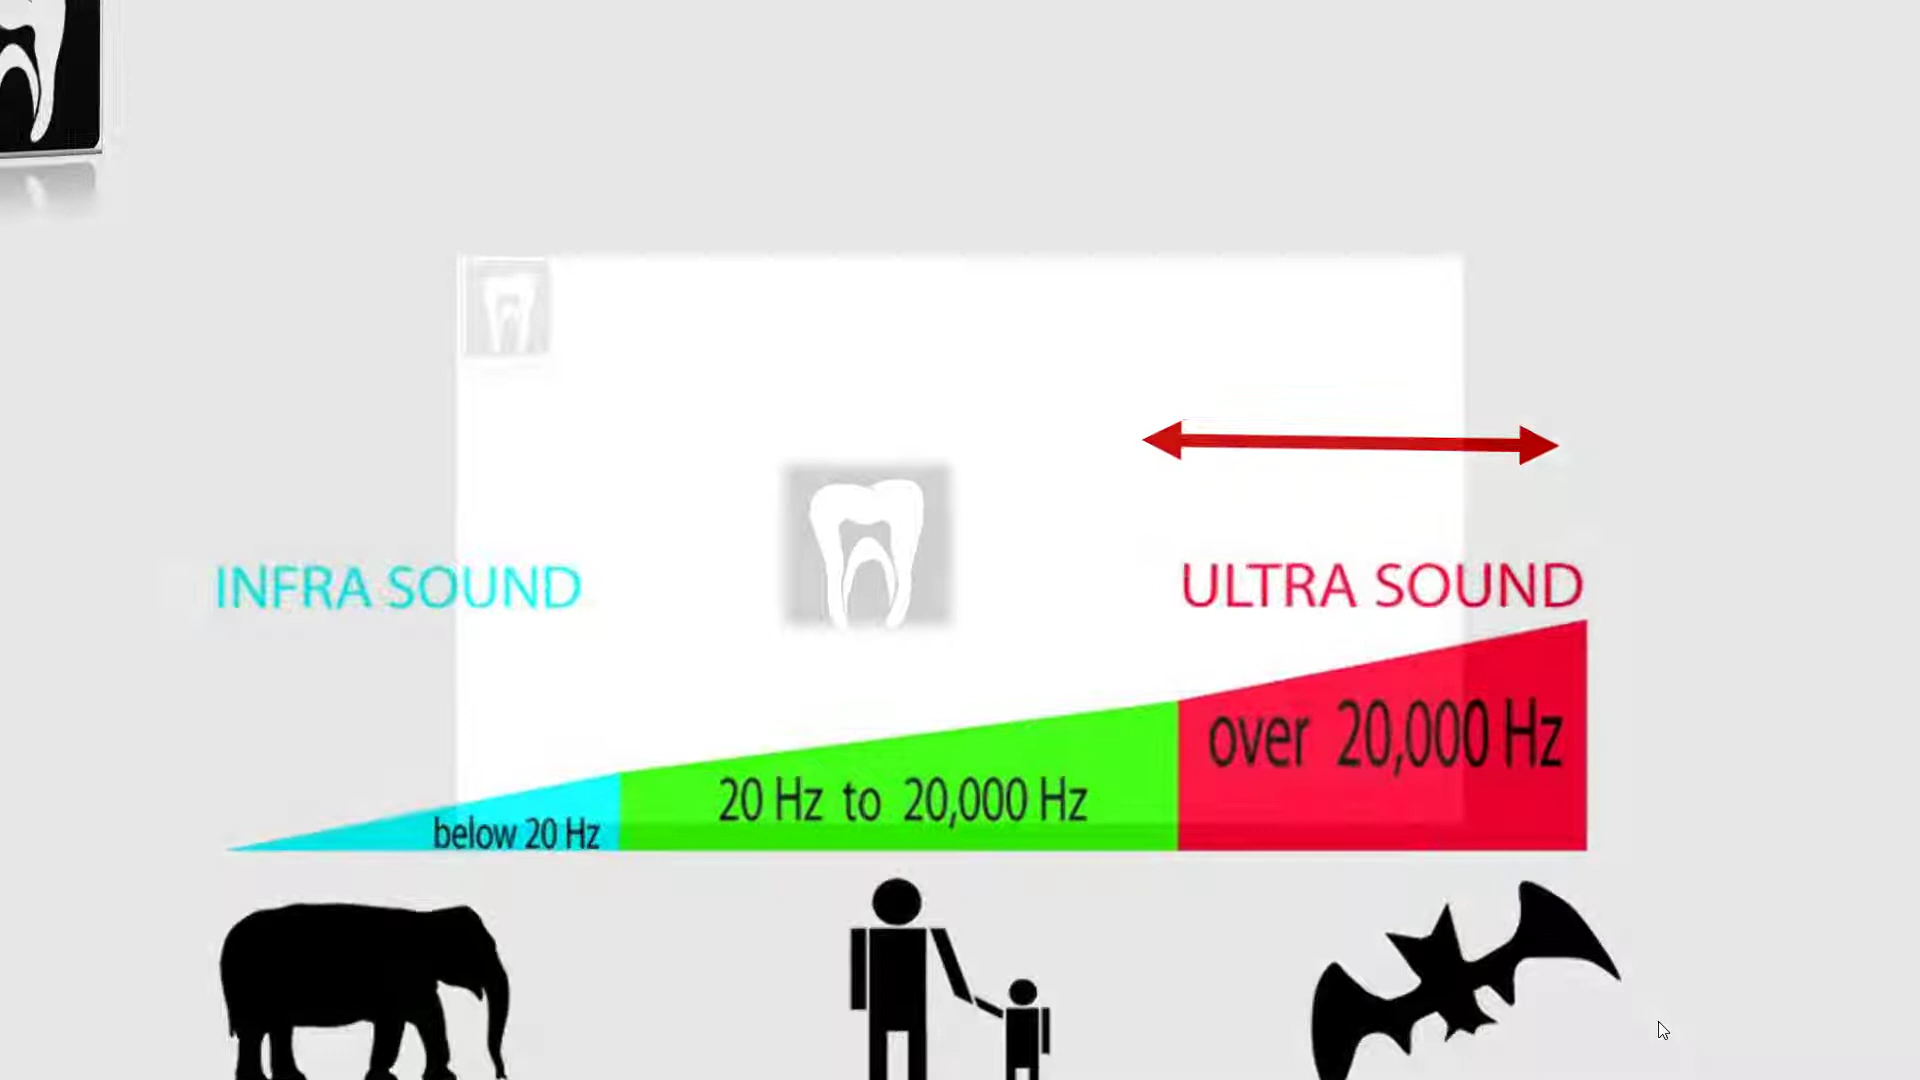 INFRA SOUND
ULTRA SOUND
over 20,000 Hz
20 Hz to 20,000 Hz
below 20 Hz